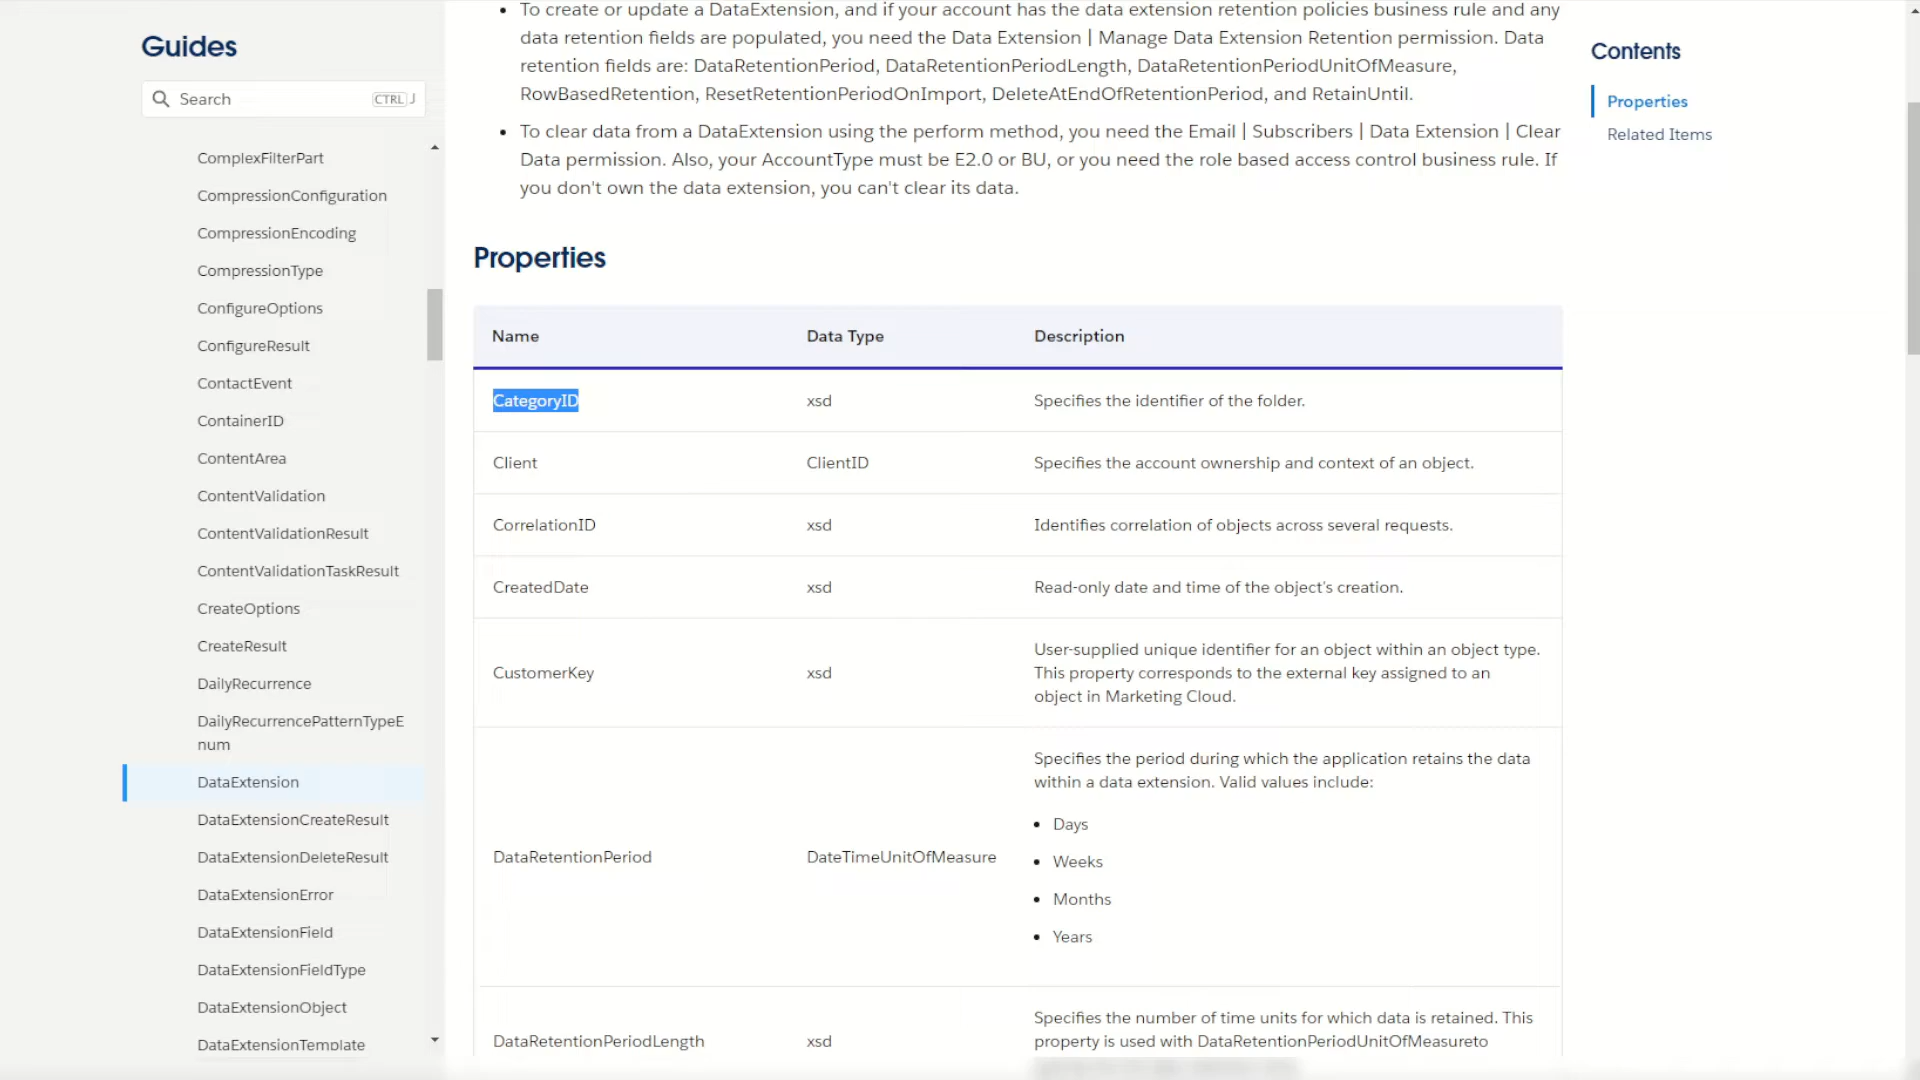 Guides
Search
CTRL J
ComplexFilterPart
CompressionConfiguration
CompressionEncoding
CompressionType
ConfigureOptions
ConfigureResult
ContactEvent
ContainerID
ContentArea
ContentValidation
ContentValidationResult
ContentValidationTaskResult
CreateOptions
CreateResult
DailyRecurrence
DailyRecurrencePatternTypeE
num
DataExtension
DataExtensionCreateResult
DataExtensionDeleteResult
DataExtensionError
DataExtensionField
DataExtensionFieldType
DataExtensionObject
DataExtensionTemplate
To create or update a DataExtension, and if your account has the data extension retention policies business rule and any
data retention fields are populated, you need the Data Extension | Manage Data Extension Retention permission. Data
retention fields are: DataRetentionPeriod, DataRetentionPeriodLength, DataRetentionPeriodUnitOfMeasure,
RowBasedRetention, ResetRetentionPeriodOnImport, DeleteAtEndOfRetentionPeriod, and RetainUntil.
To clear data from a DataExtension using the perform method, you need the Email | Subscribers | Data Extension | Clear
Data permission. Also, your AccountType must be E2.0 or BU, or you need the role based access control business rule. If
you don't own the data extension, you can't clear its data.
Properties
Name Data Type Description
CategoryID xsd Specifies the identifier of the folder.
Client ClientID Specifies the account ownership and context of an object.
CorrelationID xsd Identifies correlation of objects across several requests.
CreatedDate xsd Read-only date and time of the object's creation.
CustomerKey xsd User-supplied unique identifier for an object within an object type.
This property corresponds to the external key assigned to an
object in Marketing Cloud.
DataRetentionPeriod DateTimeUnitOfMeasure Specifies the period during which the application retains the data
within a data extension. Valid values include:
Days
Weeks
Months
Years
DataRetentionPeriodLength xsd Specifies the number of time units for which data is retained. This
property is used with DataRetentionPeriodUnitOfMeasureto
Contents
Properties
Related Items